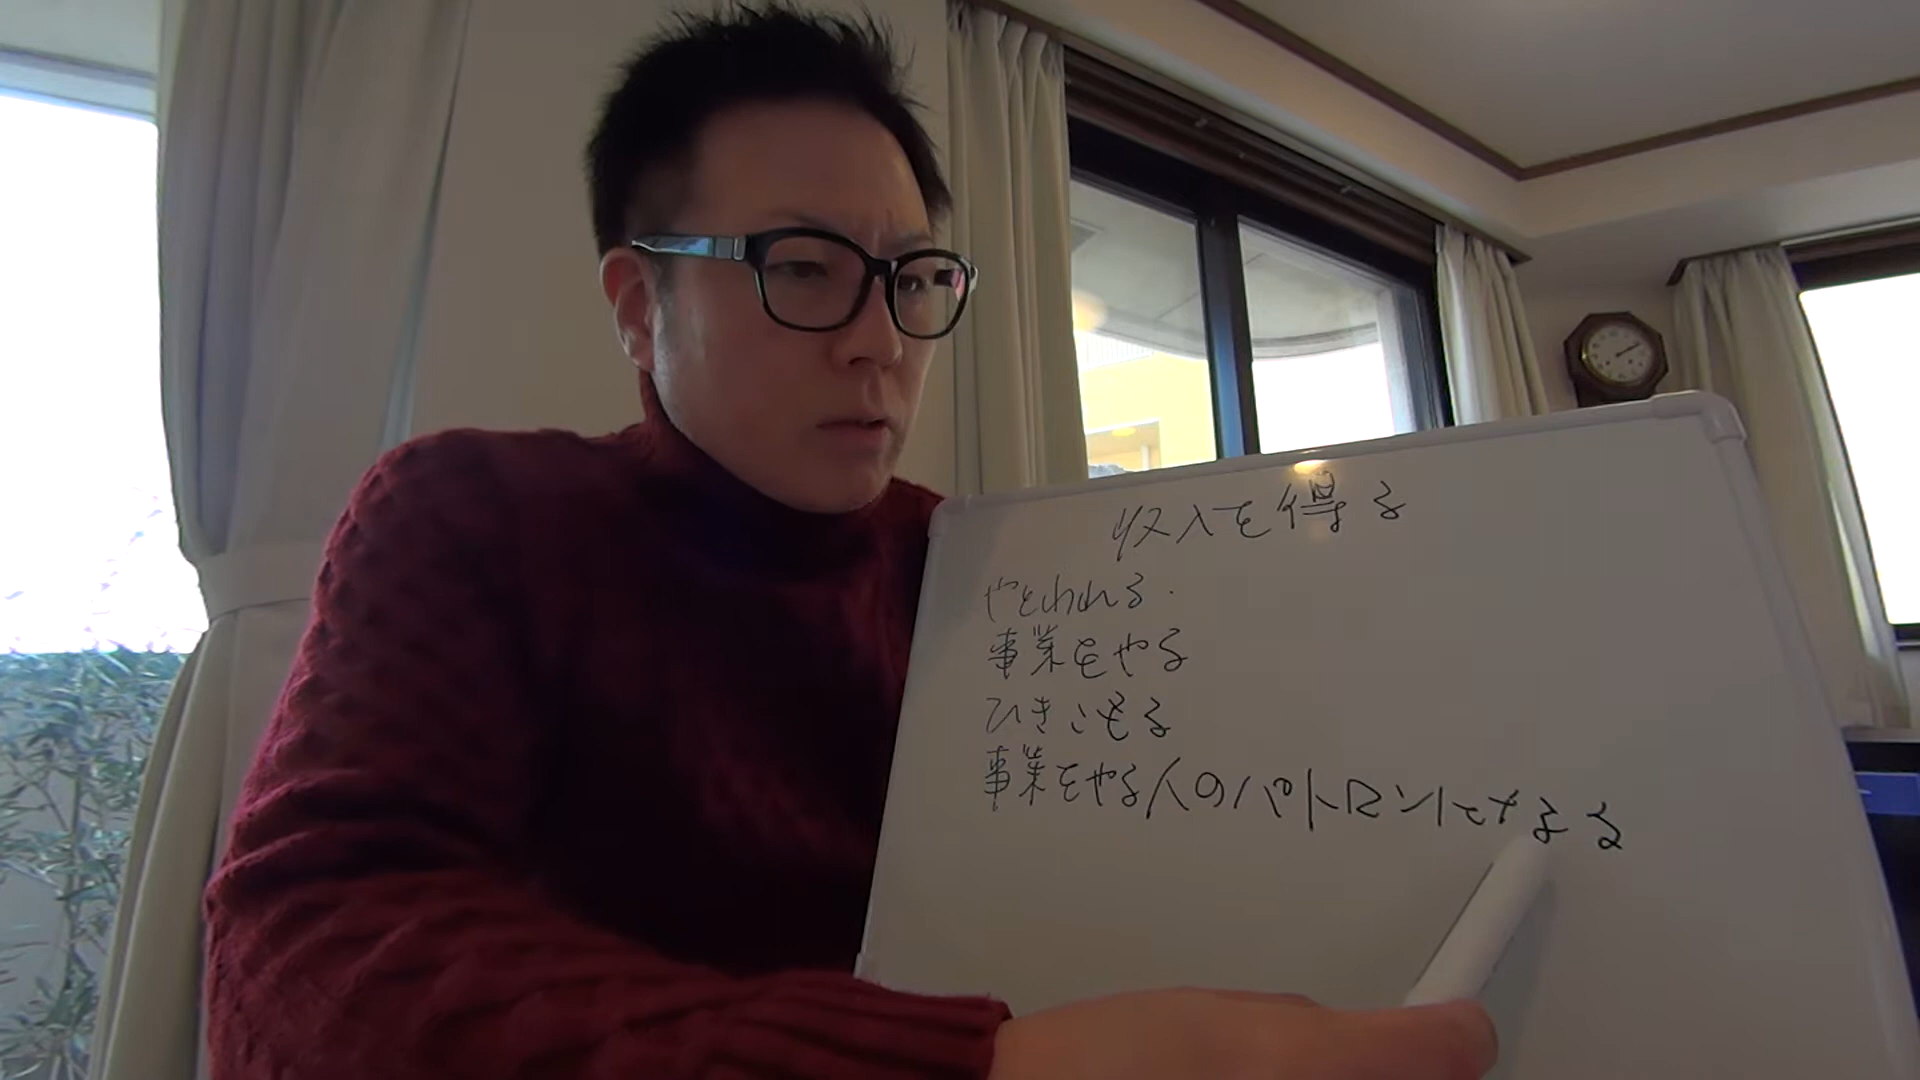 収入を得る
やとわれる.
事業をやる
ひきこもる
事業をやる人のパトロンになる